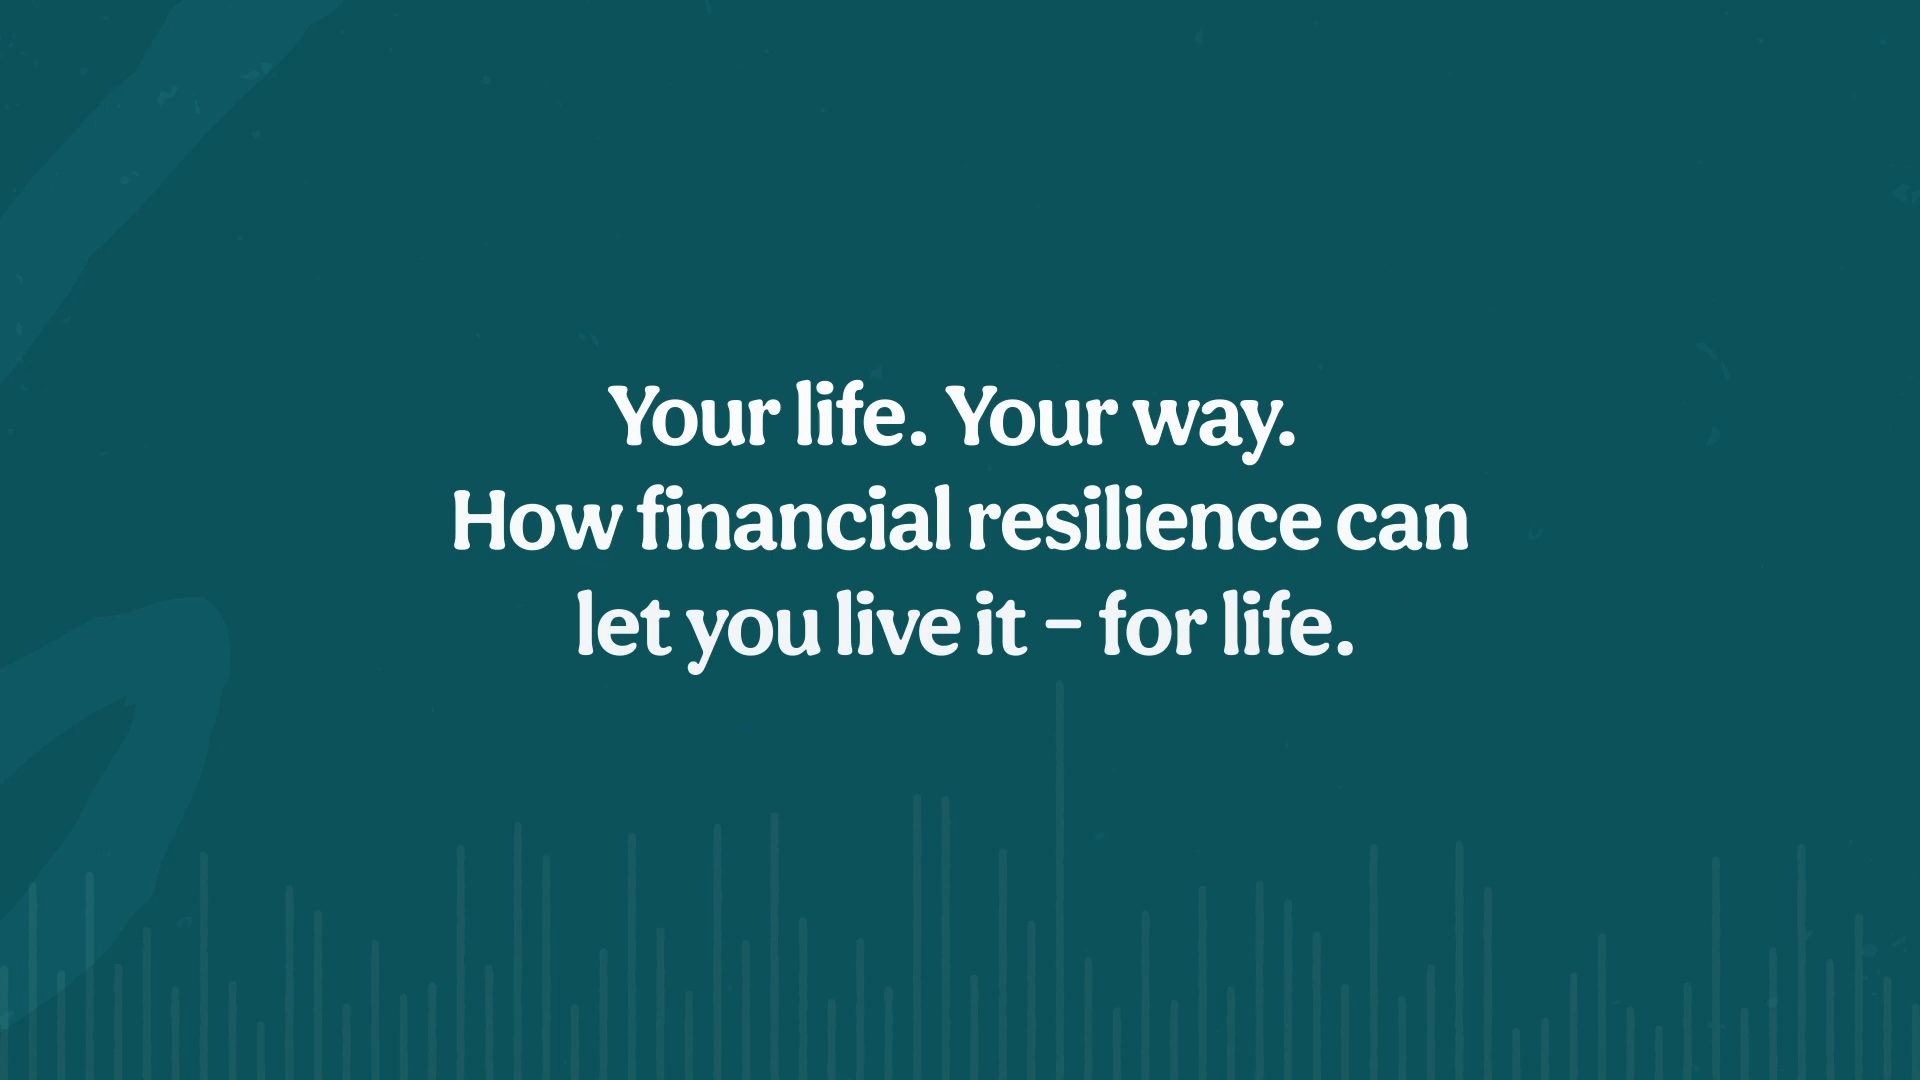 Your life. Your way.
How financial resilience can
let you live it – for life.